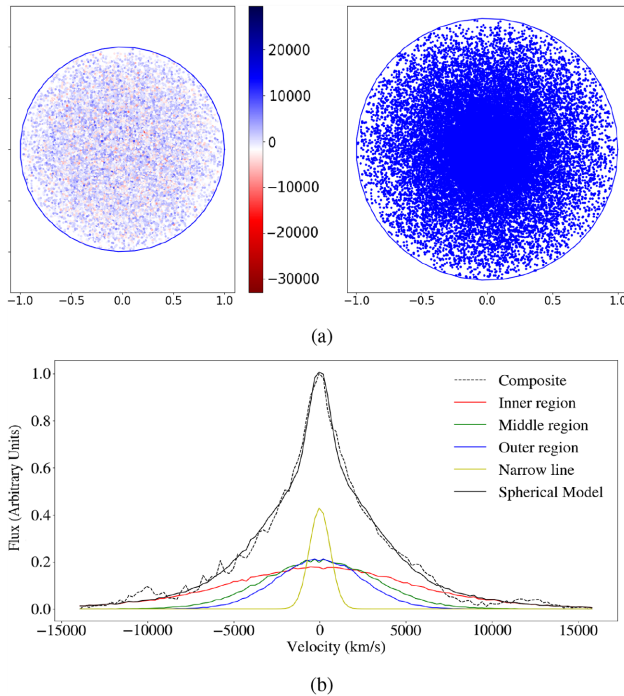 20000
10000
0
−10000
−20000
−30000
−1.0 −0.5 0.0 0.5 1.0
−1.0 −0.5 0.0 0.5 1.0
(a)
Flux (Arbitrary Units)
1.0
0.8
0.6
0.4
0.2
0.0
Composite
Inner region
Middle region
Outer region
Narrow line
Spherical Model
−15000 −10000 −5000 0 5000 10000 15000
Velocity (km/s)
(b)